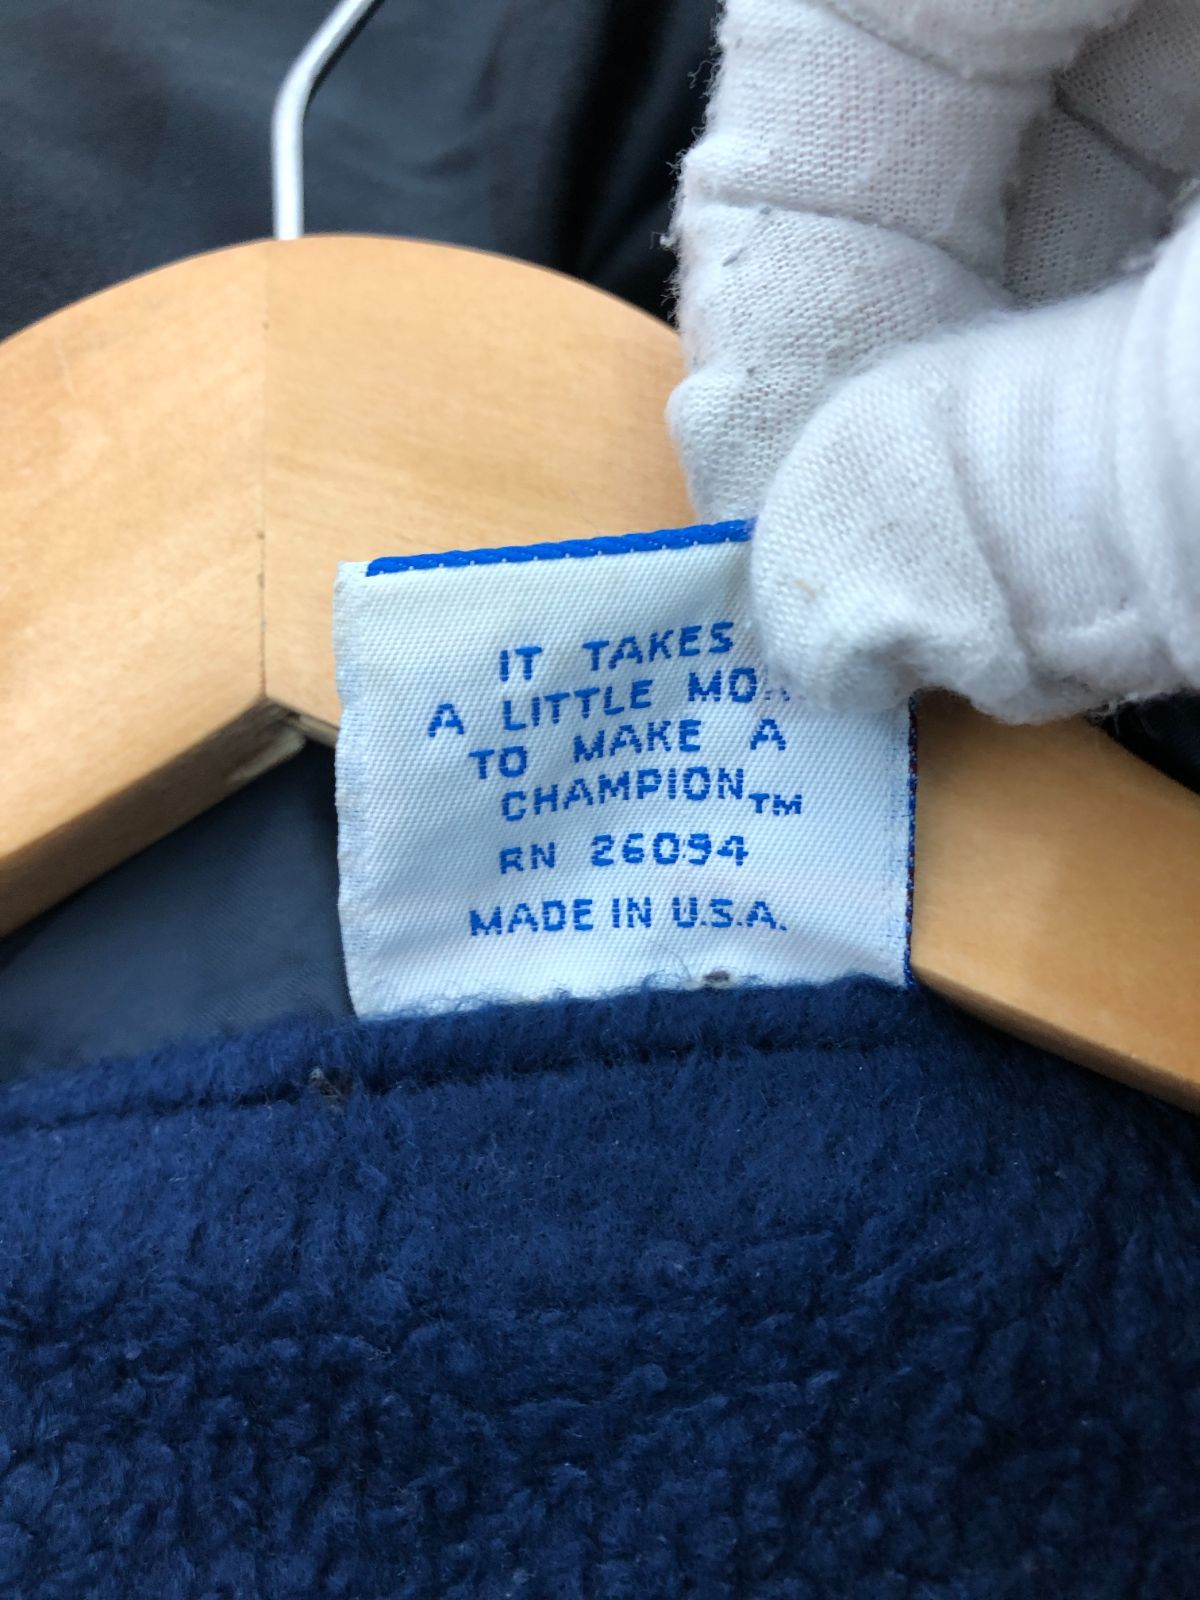 IT TAKES
A LITTLE MO
TO MAKE A
CHAMPION™
RN 26094
MADE IN U.S.A.